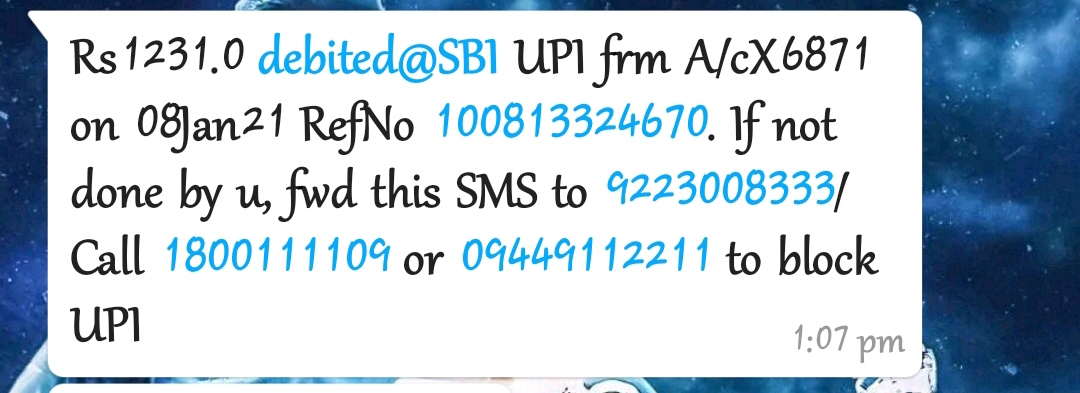 Rs1231.0 debited@SBI UPI frm A/cX6871
on 08Jan21 RefNo 100813324670. If not
done by u, fwd this SMS to 9223008333/
Call 1800111109 or 09449112211 to block
UPI
1:07 pm